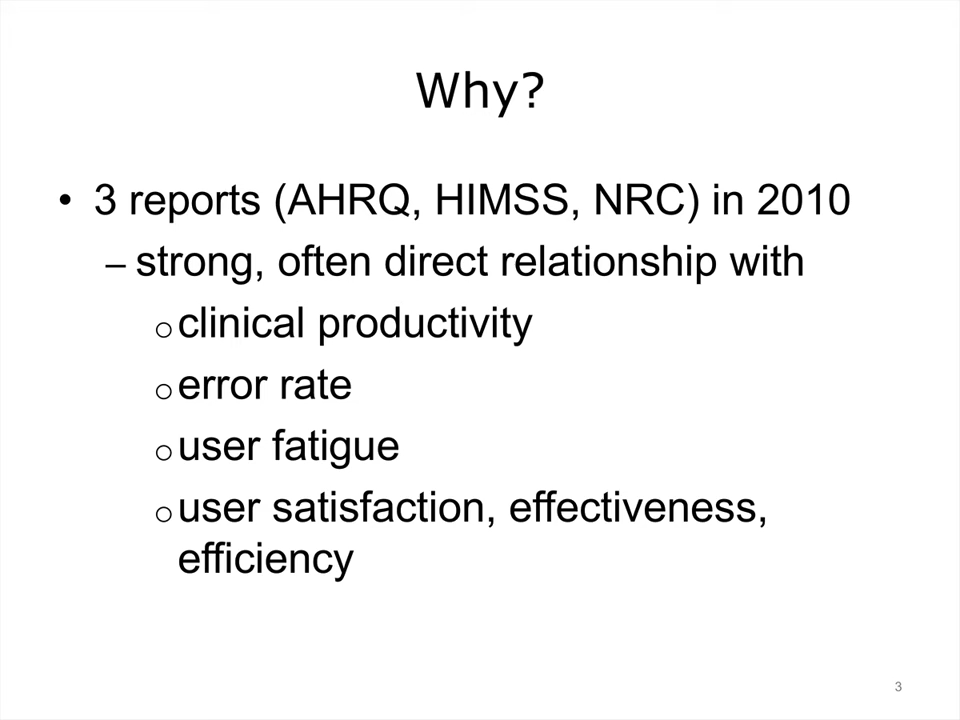 Why?
• 3 reports (AHRQ, HIMSS, NRC) in 2010
– strong, often direct relationship with
o clinical productivity
o error rate
o user fatigue
o user satisfaction, effectiveness,
efficiency
3